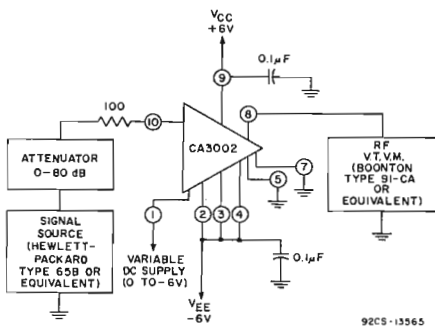 VCC
+6V
0.1µF
9
100
10
8
CA3002
ATTENUATOR
0-80 dB
7
5
RF
V.T.V.M.
(BOONTON
TYPE 91-CA
OR
EQUIVALENT)
SIGNAL
SOURCE
(HEWLETT-
PACKARD
TYPE 65B OR
EQUIVALENT)
1
2
3
4
VARIABLE
DC SUPPLY
(0 TO-6V)
0.1µF
VEE
-6V
92CS-13565